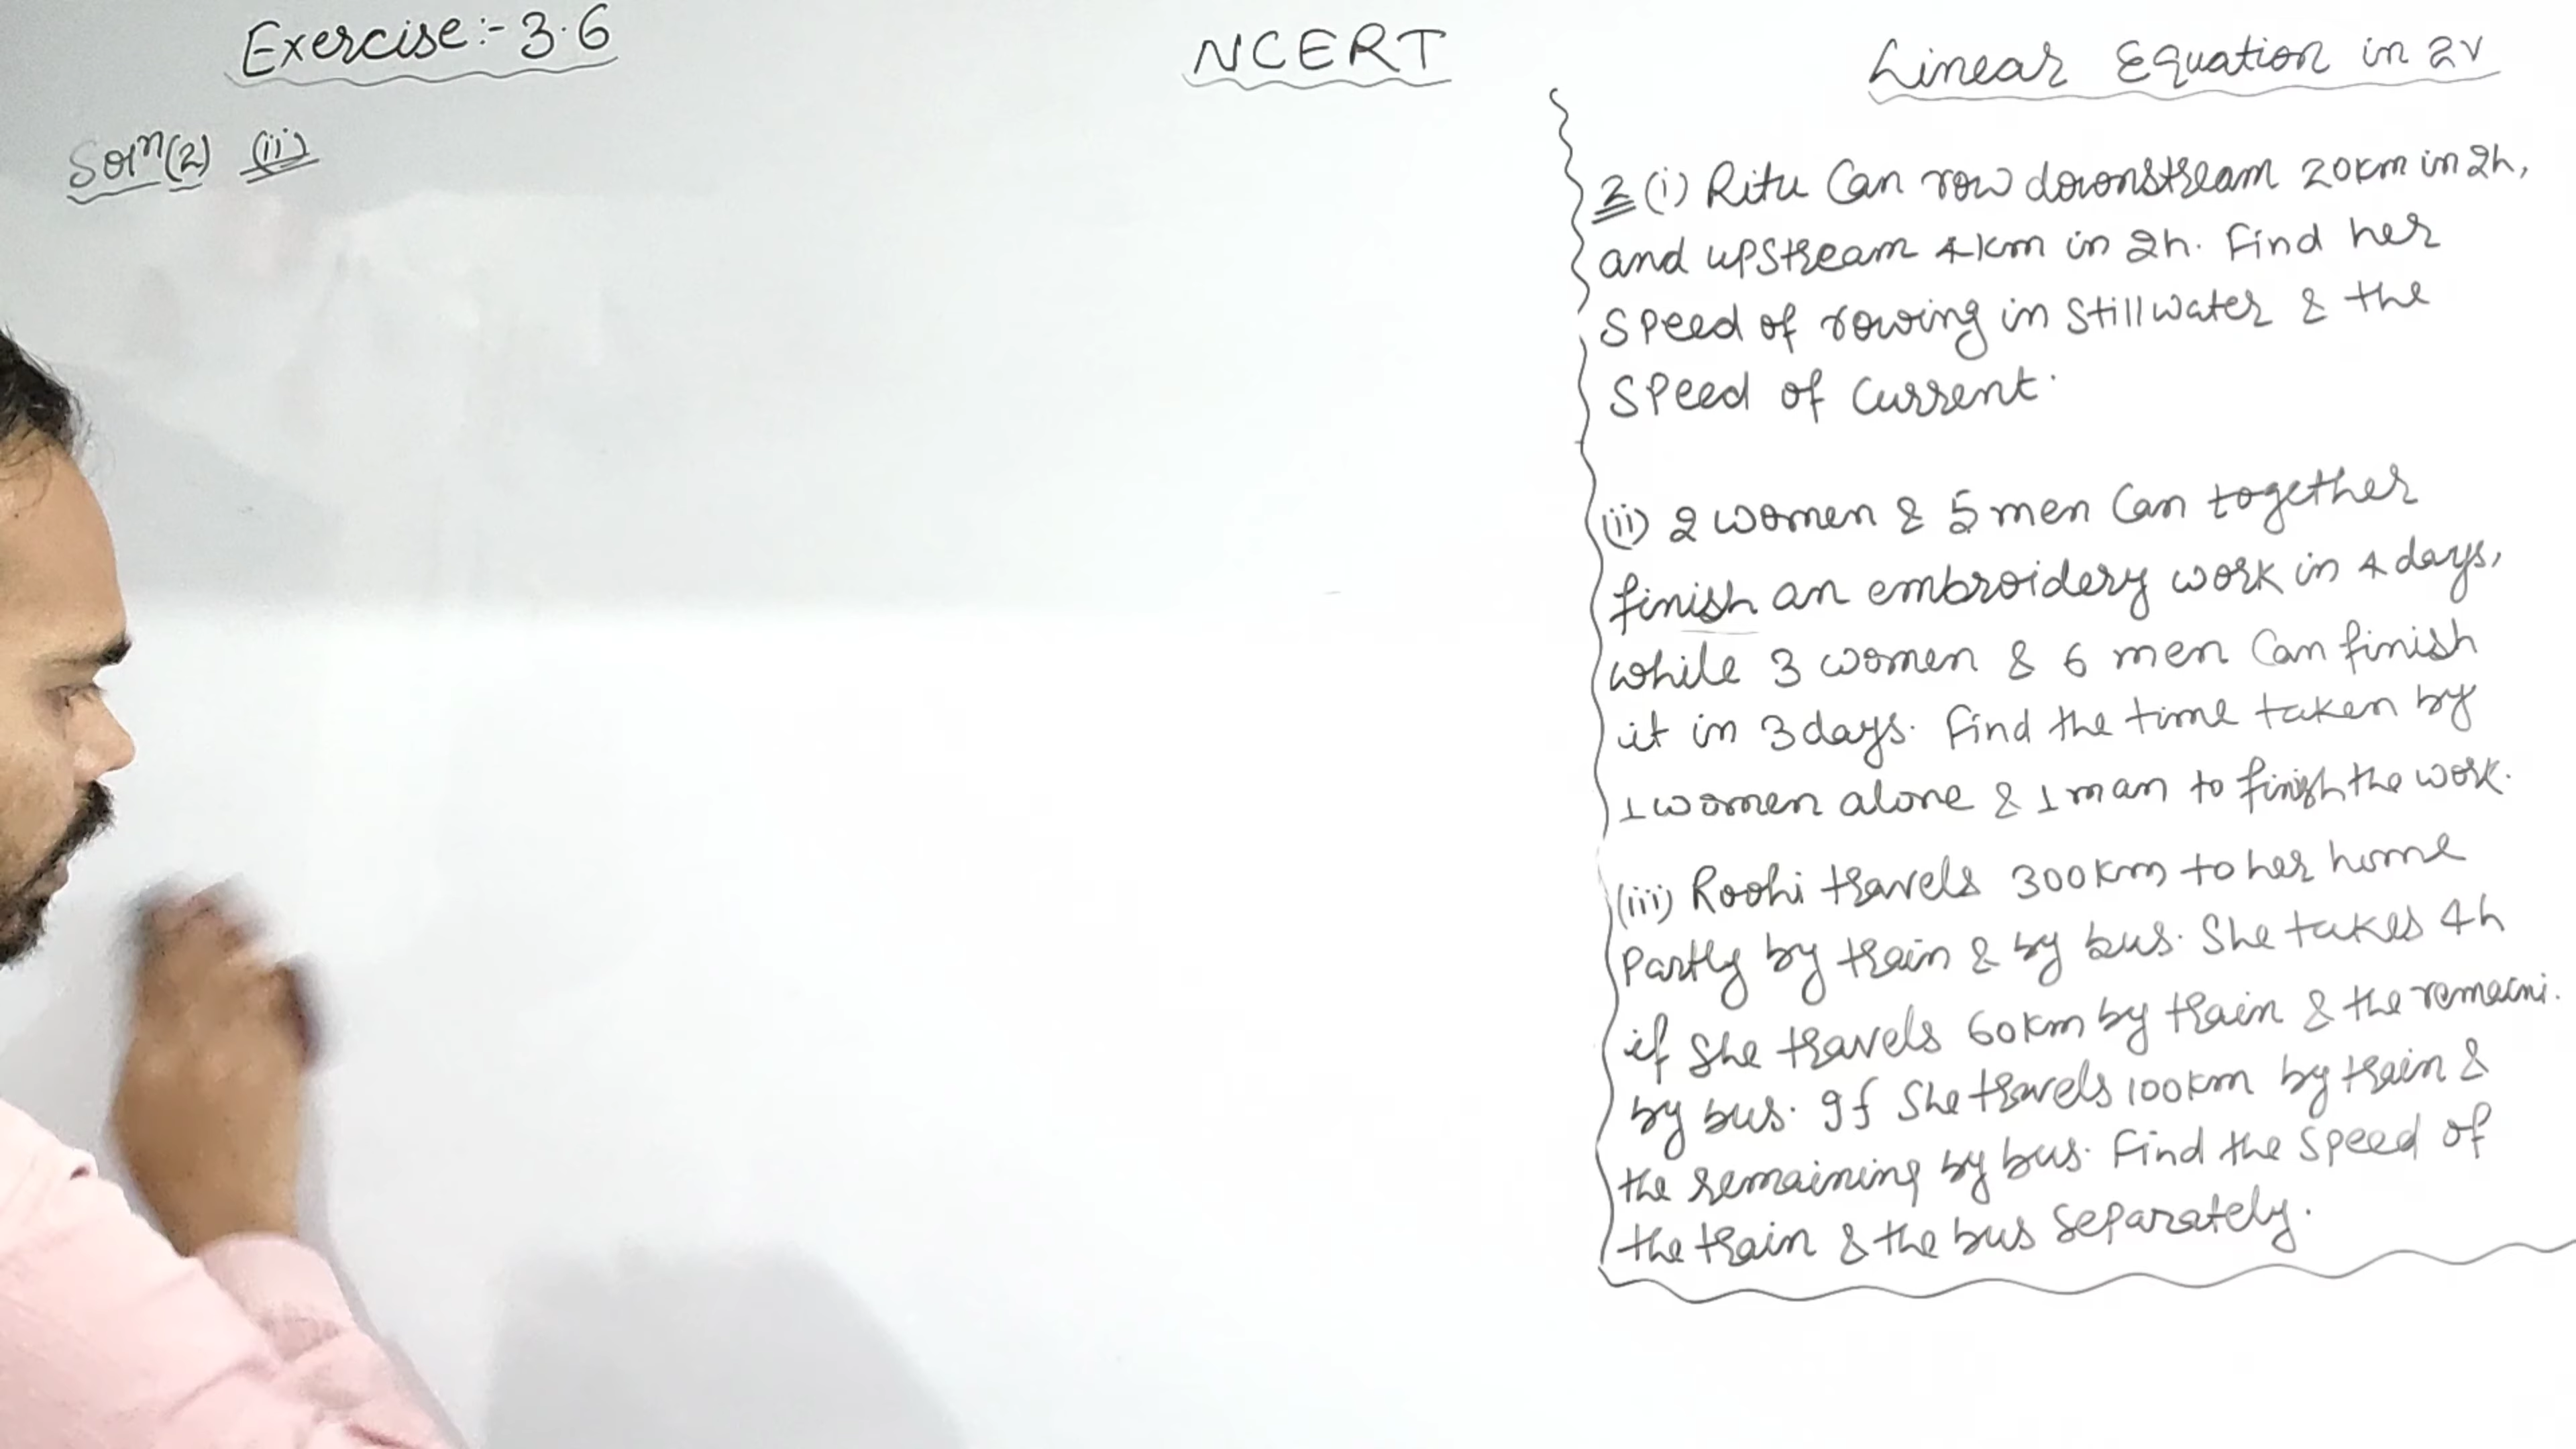 Exercise:- 3.6
NCERT
Linear Equation in 2v
Solⁿ(2) (ii)
2 (i) Ritu Can row downstream 20km in 2h,
and upstream 4km in 2h. Find her
Speed of rowing in Still water & the
Speed of Current.
(ii) 2 women & 5 men Can together
finish an embroidery work in 4 days,
while 3 women & 6 men Can finish
it in 3 days. Find the time taken by
1 women alone & 1 man to finish the work.
(iii) Roohi travels 300km to her home
Partly by train & by bus. She takes 4h
if She travels 60km by train & the remaini.
by bus. If She travels 100km by train &
the remaining by bus. Find the Speed of
the train & the bus Separately.